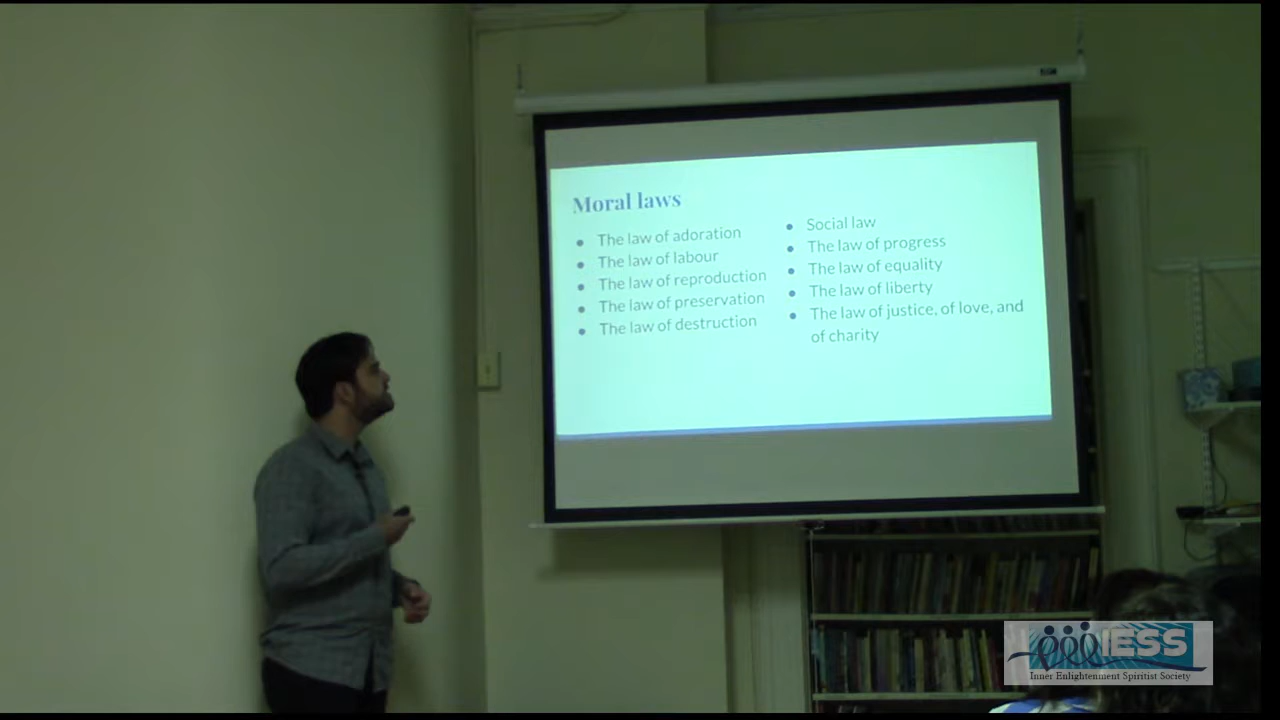 Moral laws
The law of adoration
The law of labour
The law of reproduction
The law of preservation
The law of destruction
Social law
The law of progress
The law of equality
The law of liberty
The law of justice, of love, and
of charity
IESS
Inner Enlightenment Spiritist Society